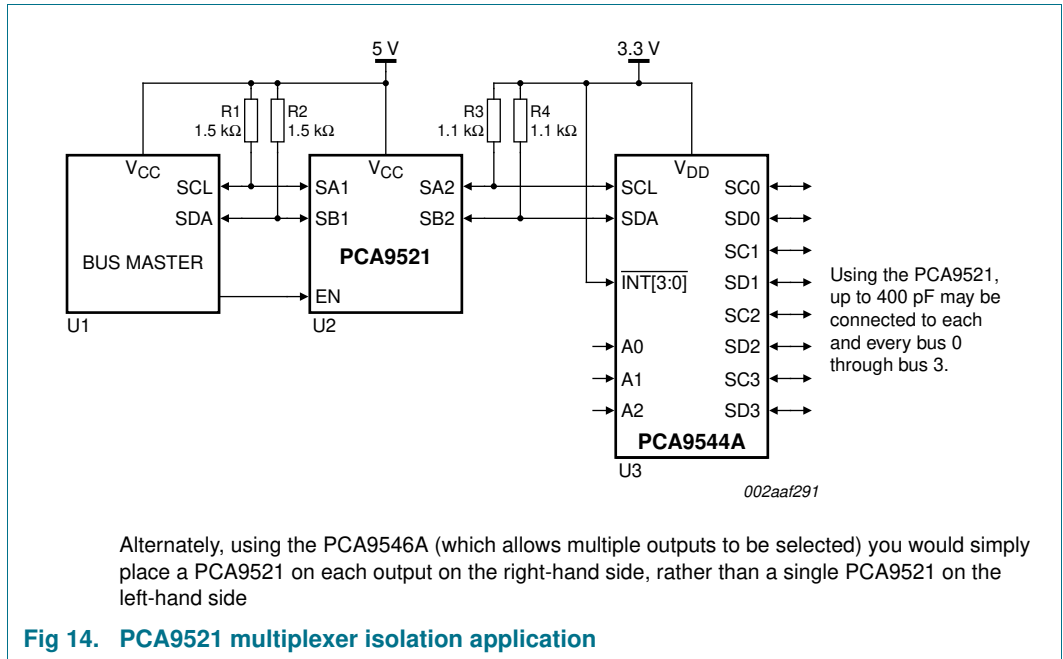 5 V
3.3 V
R1
1.5 kΩ
R2
1.5 kΩ
R3
1.1 kΩ
R4
1.1 kΩ
VCC
SCL
SDA
BUS MASTER
U1
VCC
SA1
SB1
SA2
SB2
PCA9521
EN
U2
VDD
SCL
SDA
INT[3:0]
A0
A1
A2
SC0
SD0
SC1
SD1
SC2
SD2
SC3
SD3
PCA9544A
U3
Using the PCA9521,
up to 400 pF may be
connected to each
and every bus 0
through bus 3.
002aaf291
Alternately, using the PCA9546A (which allows multiple outputs to be selected) you would simply
place a PCA9521 on each output on the right-hand side, rather than a single PCA9521 on the
left-hand side
Fig 14. PCA9521 multiplexer isolation application